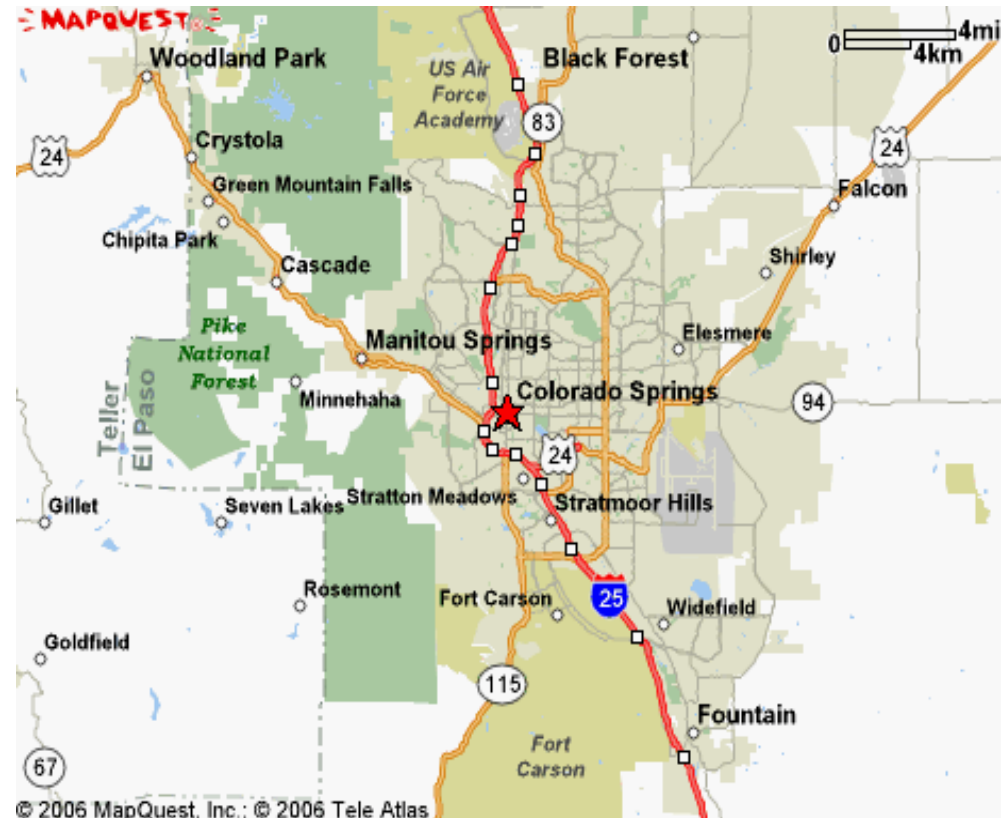 MAPQUEST
0 4mi
4km
Woodland Park
Black Forest
US Air
Force
Academy
83
24
24
Crystola
Green Mountain Falls
Falcon
Chipita Park
Shirley
Cascade
Pike
National
Forest
Manitou Springs
Elesmere
Minnehaha
Colorado Springs
94
Teller
El Paso
24
Stratton Meadows
Gillet
Seven Lakes
Stratmoor Hills
Rosemont
Fort Carson
25
Widefield
Goldfield
115
Fountain
Fort
Carson
67
© 2006 MapQuest, Inc.; © 2006 Tele Atlas